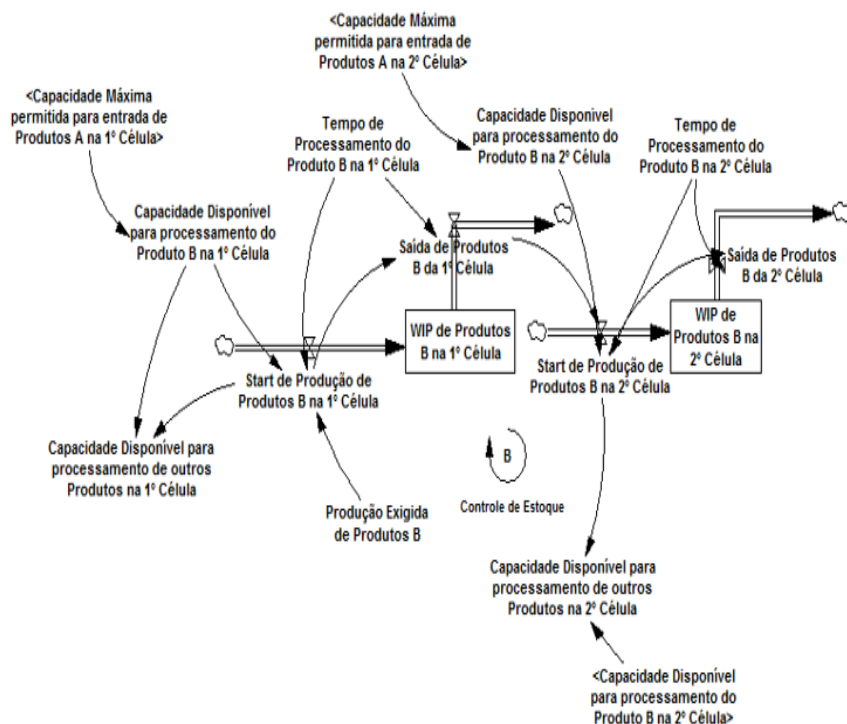 <Capacidade Máxima
permitida para entrada de
Produtos A na 2º Célula>
<Capacidade Máxima
permitida para entrada de
Produtos A na 1º Célula>
Tempo de
Processamento do
Produto B na 1º Célula
Capacidade Disponível
para processamento do
Produto B na 2º Célula
Tempo de
Processamento do
Produto B na 2º Célula
Capacidade Disponível
para processamento do
Produto B na 1º Célula
Saída de Produtos
B da 1º Célula
Saída de Produtos
B da 2º Célula
WIP de Produtos
B na 1º Célula
WIP de
Produtos B na
2º Célula
Start de Produção de
Produtos B na 1º Célula
Start de Produção de
Produtos B na 2º Célula
Capacidade Disponível para
processamento de outros
Produtos na 1º Célula
B
Controle de Estoque
Produção Exigida
de Produtos B
Capacidade Disponível para
processamento de outros
Produtos na 2º Célula
<Capacidade Disponível
para processamento do
Produto B na 2º Célula>